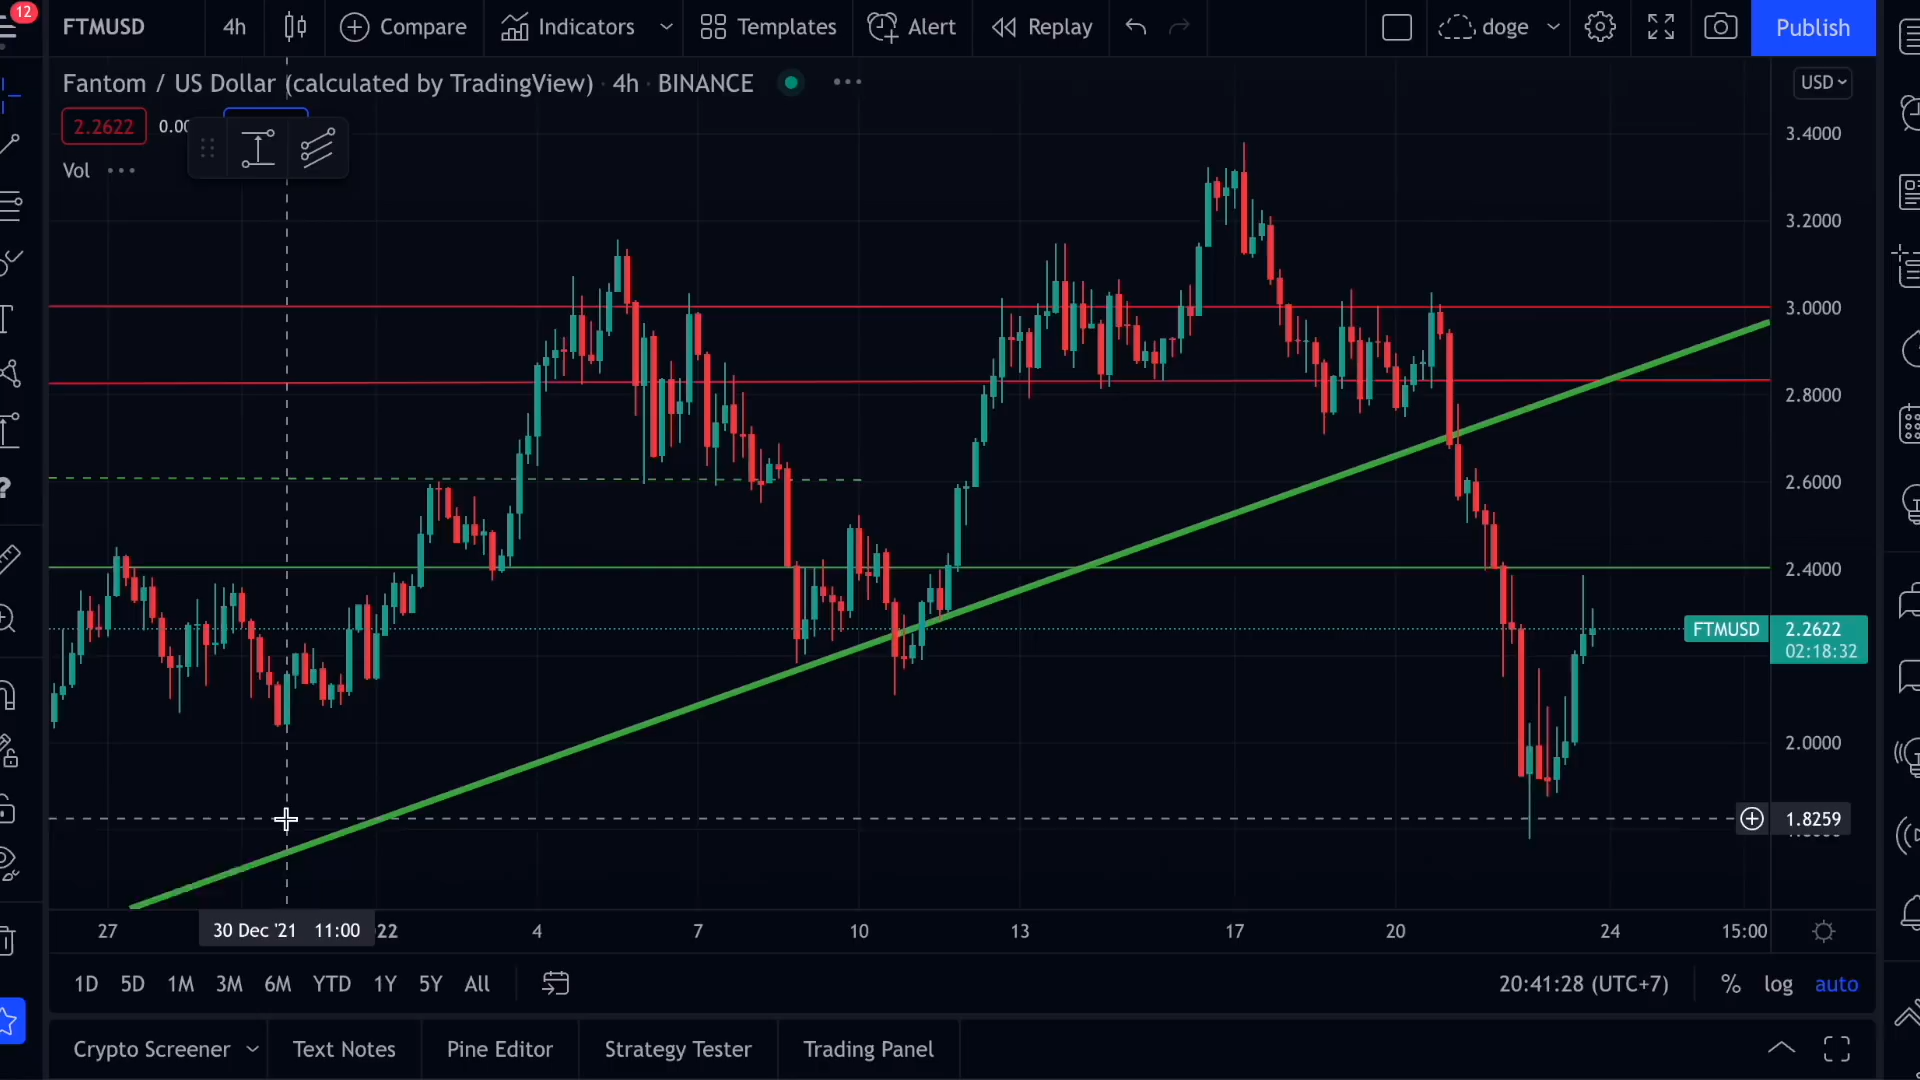 12
FTMUSD 4h Compare Indicators Templates Alert Replay doge Publish
Fantom / US Dollar (calculated by TradingView) · 4h · BINANCE
USD
2.2622 0.00
Vol
3.4000
3.2000
3.0000
2.8000
2.6000
2.4000
FTMUSD 2.2622
02:18:32
2.0000
1.8259
27 30 Dec '21 11:00 22 4 7 10 13 17 20 24 15:00
1D 5D 1M 3M 6M YTD 1Y 5Y All 20:41:28 (UTC+7) % log auto
Crypto Screener Text Notes Pine Editor Strategy Tester Trading Panel